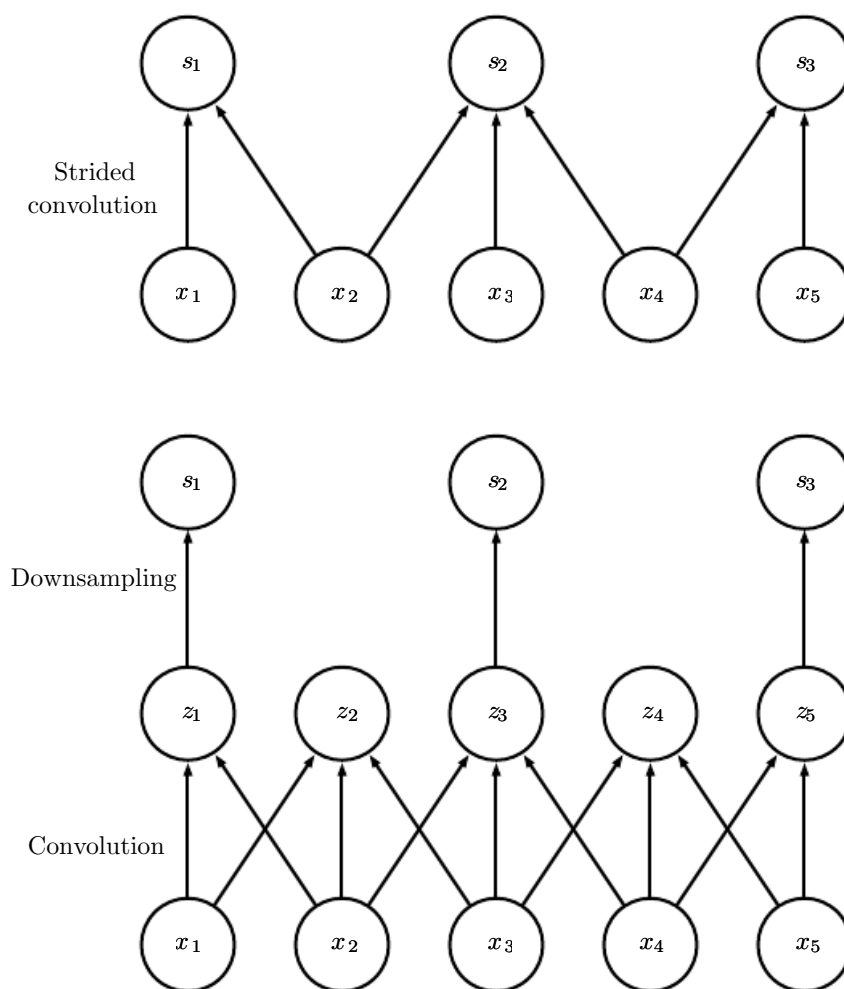 s₁ s₂ s₃
Strided
convolution
x₁ x₂ x₃ x₄ x₅
s₁ s₂ s₃
Downsampling
z₁ z₂ z₃ z₄ z₅
Convolution
x₁ x₂ x₃ x₄ x₅